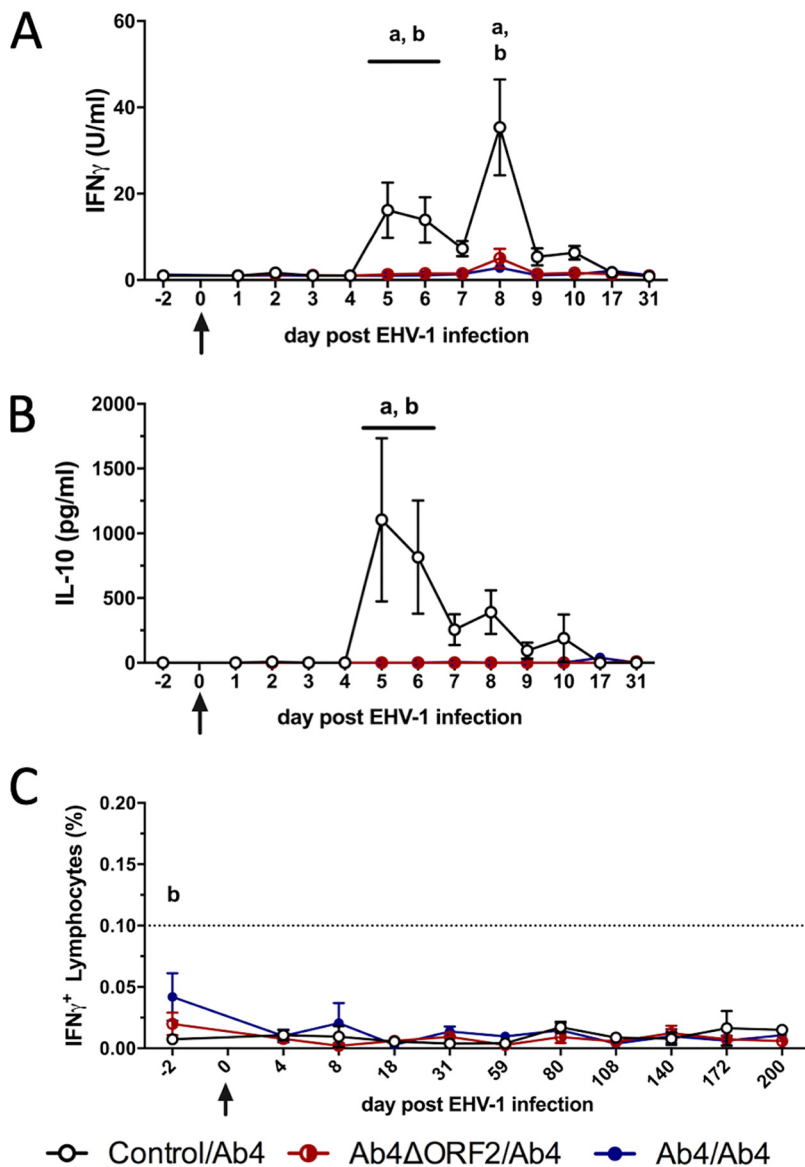 A
60
40
20
0
IFNγ (U/ml)
a, b
a,
b
-2 0 1 2 3 4 5 6 7 8 9 10 17 31
day post EHV-1 infection
B
2000
1500
1000
500
0
IL-10 (pg/ml)
a, b
-2 0 1 2 3 4 5 6 7 8 9 10 17 31
day post EHV-1 infection
C
0.20
0.15
0.10
0.05
0.00
IFNγ+ Lymphocytes (%)
b
-2 0 4 8 18 31 59 80 108 140 172 200
day post EHV-1 infection
Control/Ab4 Ab4ΔORF2/Ab4 Ab4/Ab4